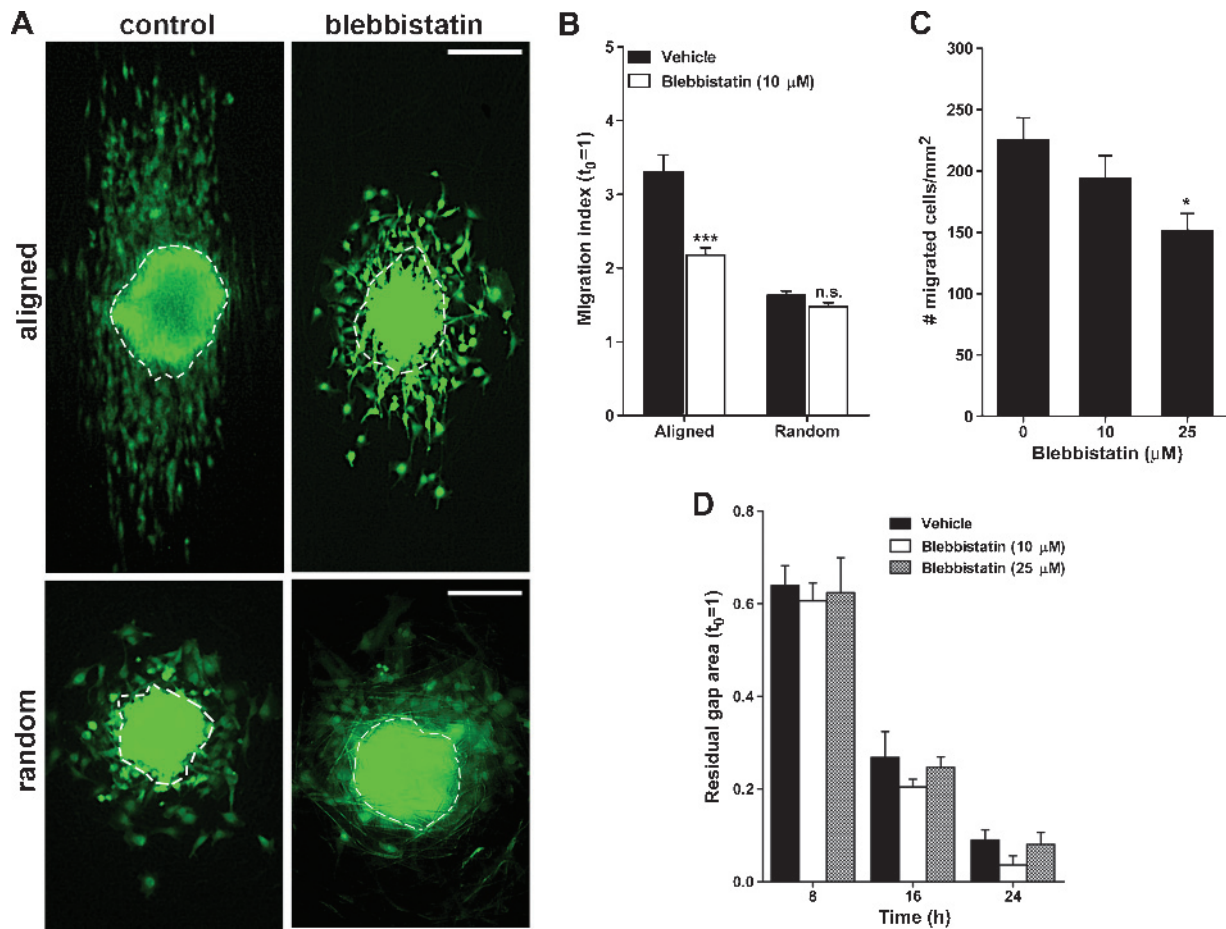 A
control
blebbistatin
aligned
random
B
Vehicle
Blebbistatin (10 µM)
Migration index (t0=1)
5
4
3
2
1
0
***
n.s.
Aligned
Random
C
# migrated cells/mm2
300
250
200
150
100
50
0
*
0
10
25
Blebbistatin (µM)
D
Vehicle
Blebbistatin (10 µM)
Blebbistatin (25 µM)
Residual gap area (t0=1)
0.8
0.6
0.4
0.2
0.0
8
16
24
Time (h)